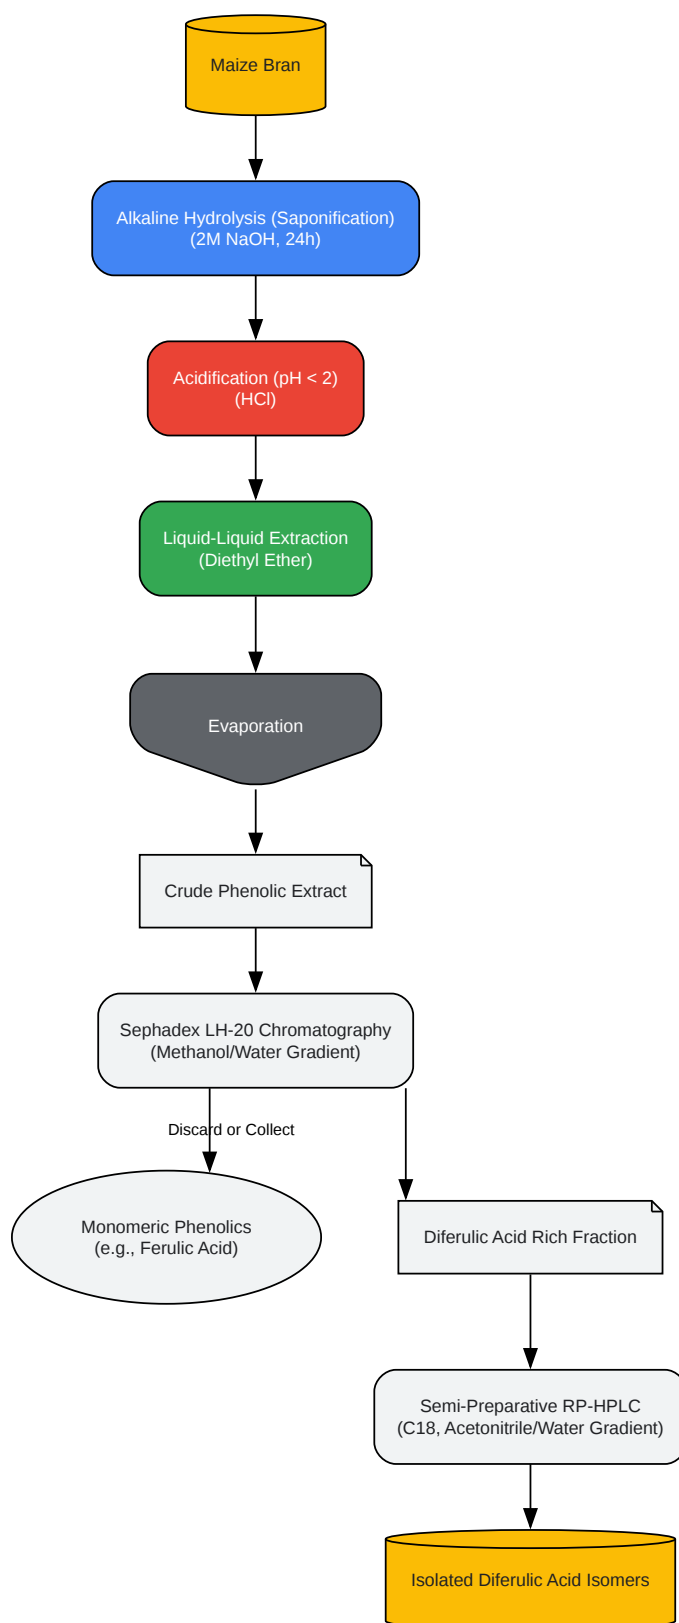 Maize Bran
Alkaline Hydrolysis (Saponification)
(2M NaOH, 24h)
Acidification (pH < 2)
(HCl)
Liquid-Liquid Extraction
(Diethyl Ether)
Evaporation
Crude Phenolic Extract
Sephadex LH-20 Chromatography
(Methanol/Water Gradient)
Discard or Collect
Monomeric Phenolics
(e.g., Ferulic Acid)
Diferulic Acid Rich Fraction
Semi-Preparative RP-HPLC
(C18, Acetonitrile/Water Gradient)
Isolated Diferulic Acid Isomers